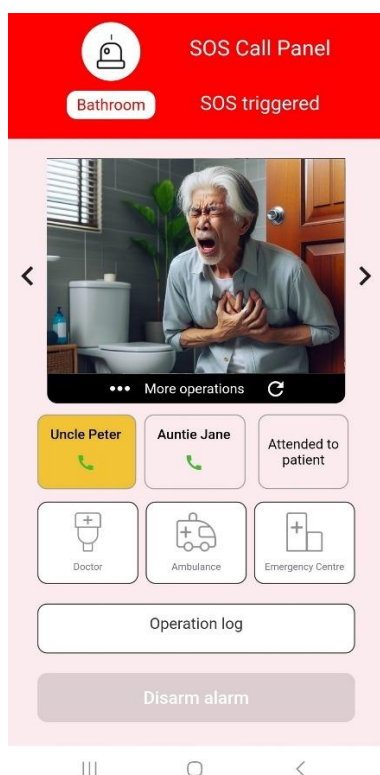 SOS Call Panel
Bathroom
SOS triggered
••• More operations
Uncle Peter
Auntie Jane
Attended to
patient
Doctor
Ambulance
Emergency Centre
Operation log
Disarm alarm